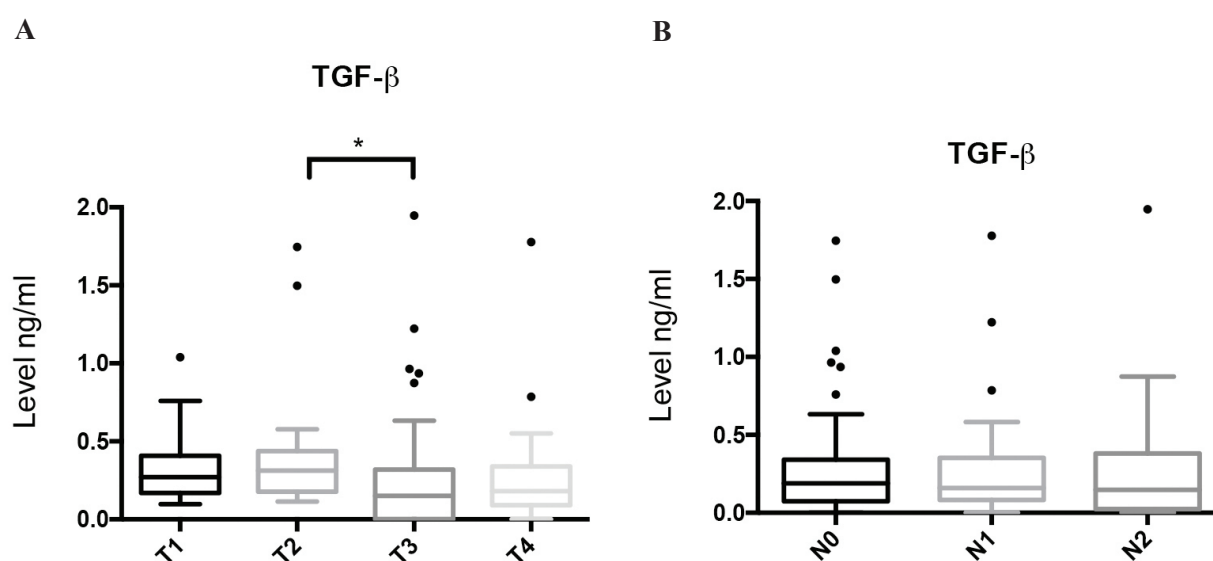 A
TGF-β
*
Level ng/ml
2.0
1.5
1.0
0.5
0.0
T1
T2
T3
T4
B
TGF-β
Level ng/ml
2.0
1.5
1.0
0.5
0.0
N0
N1
N2